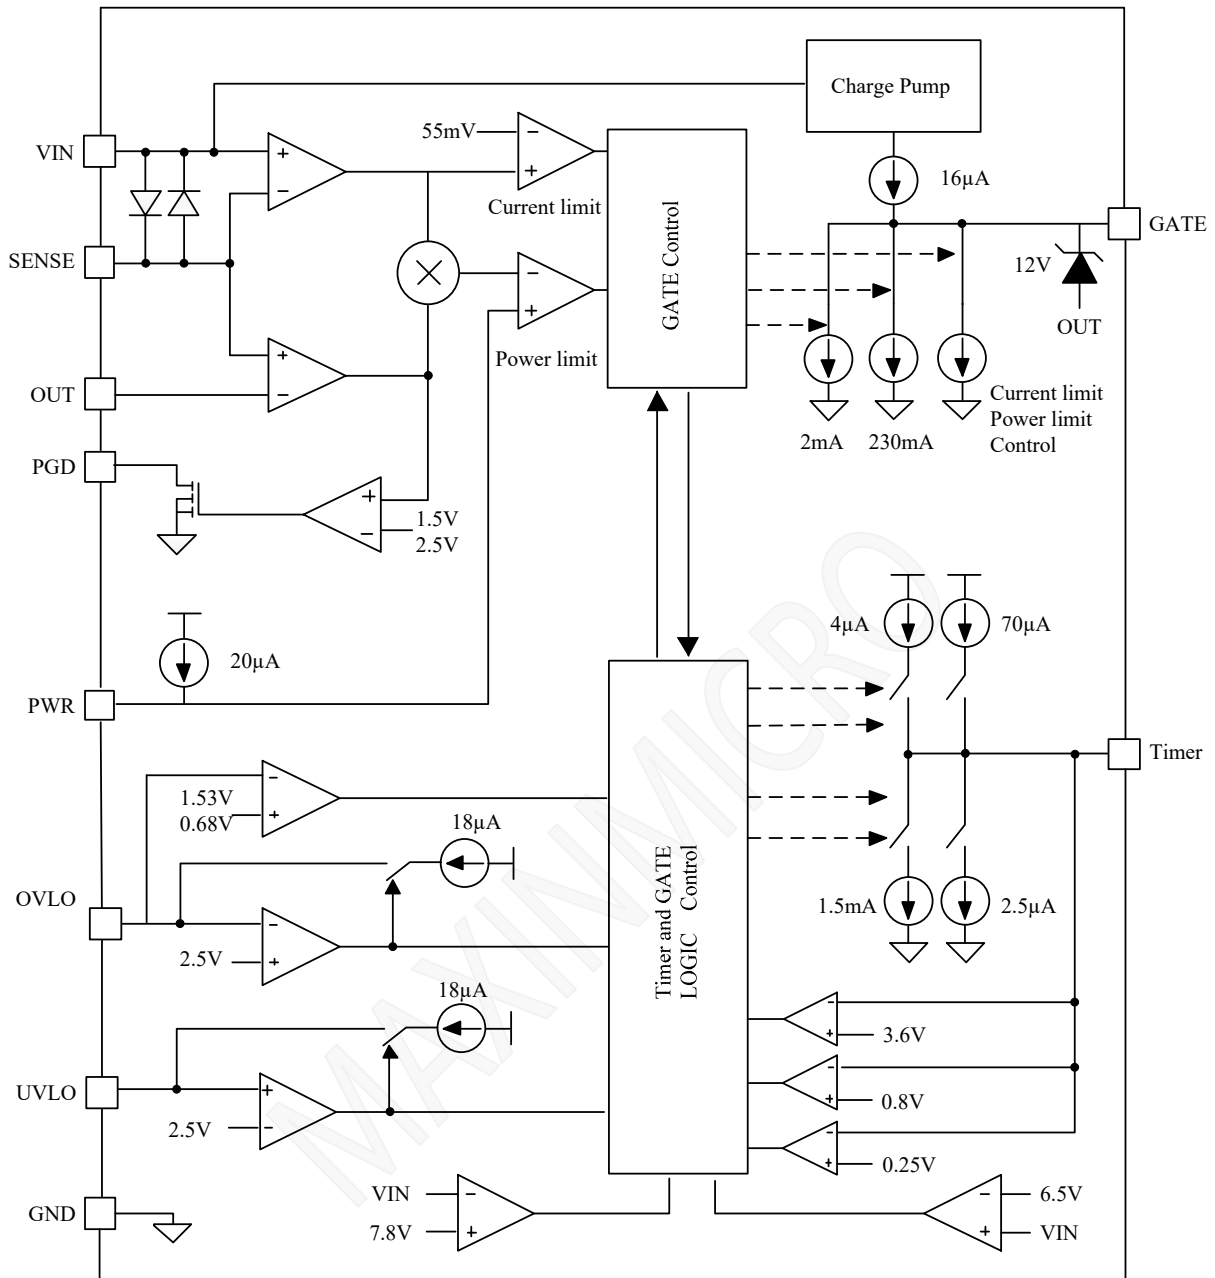 Charge Pump
55mV
VIN
16µA
Current limit
GATE
SENSE
GATE Control
12V
OUT
Power limit
OUT
Current limit
Power limit
Control
2mA
230mA
PGD
1.5V
2.5V
4µA
70µA
20µA
PWR
Timer
1.53V
0.68V
18µA
OVLO
Timer and GATE
LOGIC Control
1.5mA
2.5µA
2.5V
18µA
3.6V
UVLO
0.8V
2.5V
0.25V
VIN
6.5V
GND
7.8V
VIN
MAXINMICRO